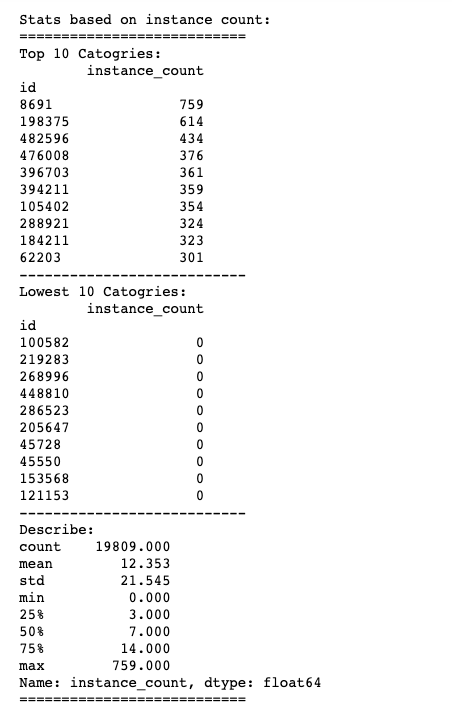 Stats based on instance count:
===========================
Top 10 Catogries:
        instance_count
id
8691               759
198375             614
482596             434
476008             376
396703             361
394211             359
105402             354
288921             324
184211             323
62203              301
---------------------------
Lowest 10 Catogries:
        instance_count
id
100582               0
219283               0
268996               0
448810               0
286523               0
205647               0
45728                0
45550                0
153568               0
121153               0
---------------------------
Describe:
count    19809.000
mean        12.353
std         21.545
min          0.000
25%          3.000
50%          7.000
75%         14.000
max        759.000
Name: instance_count, dtype: float64
===========================